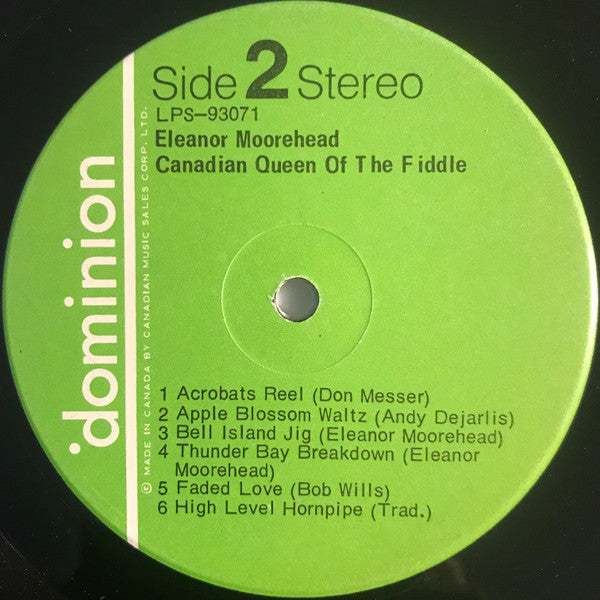 Side 2 Stereo
LPS-93071
Eleanor Moorehead
Canadian Queen Of The Fiddle
dominion
© MADE IN CANADA BY CANADIAN MUSIC SALES CORP. LTD.
1 Acrobats Reel (Don Messer)
2 Apple Blossom Waltz (Andy Dejarlis)
3 Bell Island Jig (Eleanor Moorehead)
4 Thunder Bay Breakdown (Eleanor
Moorehead)
5 Faded Love (Bob Wills)
6 High Level Hornpipe (Trad.)